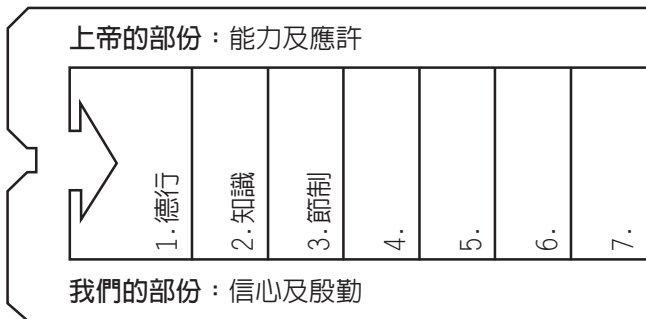 上帝的部份：能力及應許
1.德行
2.知識
3.節制
4.
5.
6.
7.
我們的部份：信心及殷勤